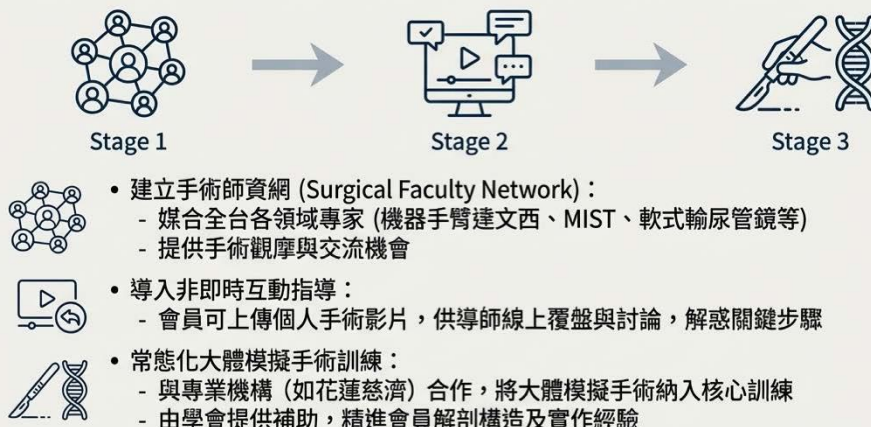 Stage 1
Stage 2
Stage 3
• 建立手術師資網 (Surgical Faculty Network)：
- 媒合全台各領域專家 (機器手臂達文西、MIST、軟式輸尿管鏡等)
- 提供手術觀摩與交流機會
• 導入非即時互動指導：
- 會員可上傳個人手術影片，供導師線上覆盤與討論，解惑關鍵步驟
• 常態化大體模擬手術訓練：
- 與專業機構（如花蓮慈濟）合作，將大體模擬手術納入核心訓練
- 由學會提供補助，精進會員解剖構造及實作經驗